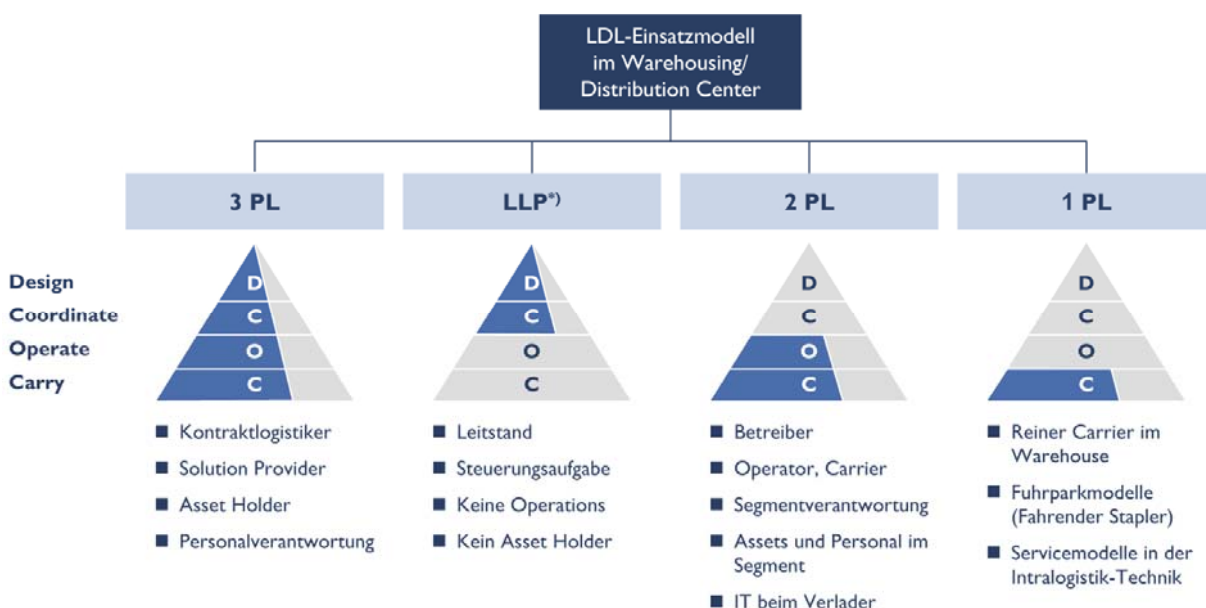 LDL-Einsatzmodell
im Warehousing/
Distribution Center
3 PL
LLP*)
2 PL
1 PL
Design
D
D
D
D
Coordinate
C
C
C
C
Operate
O
O
O
O
Carry
C
C
C
C
Kontraktlogistiker
Solution Provider
Asset Holder
Personalverantwortung
Leitstand
Steuerungsaufgabe
Keine Operations
Kein Asset Holder
Betreiber
Operator, Carrier
Segmentverantwortung
Assets und Personal im
Segment
IT beim Verlader
Reiner Carrier im
Warehouse
Fuhrparkmodelle
(Fahrender Stapler)
Servicemodelle in der
Intralogistik-Technik